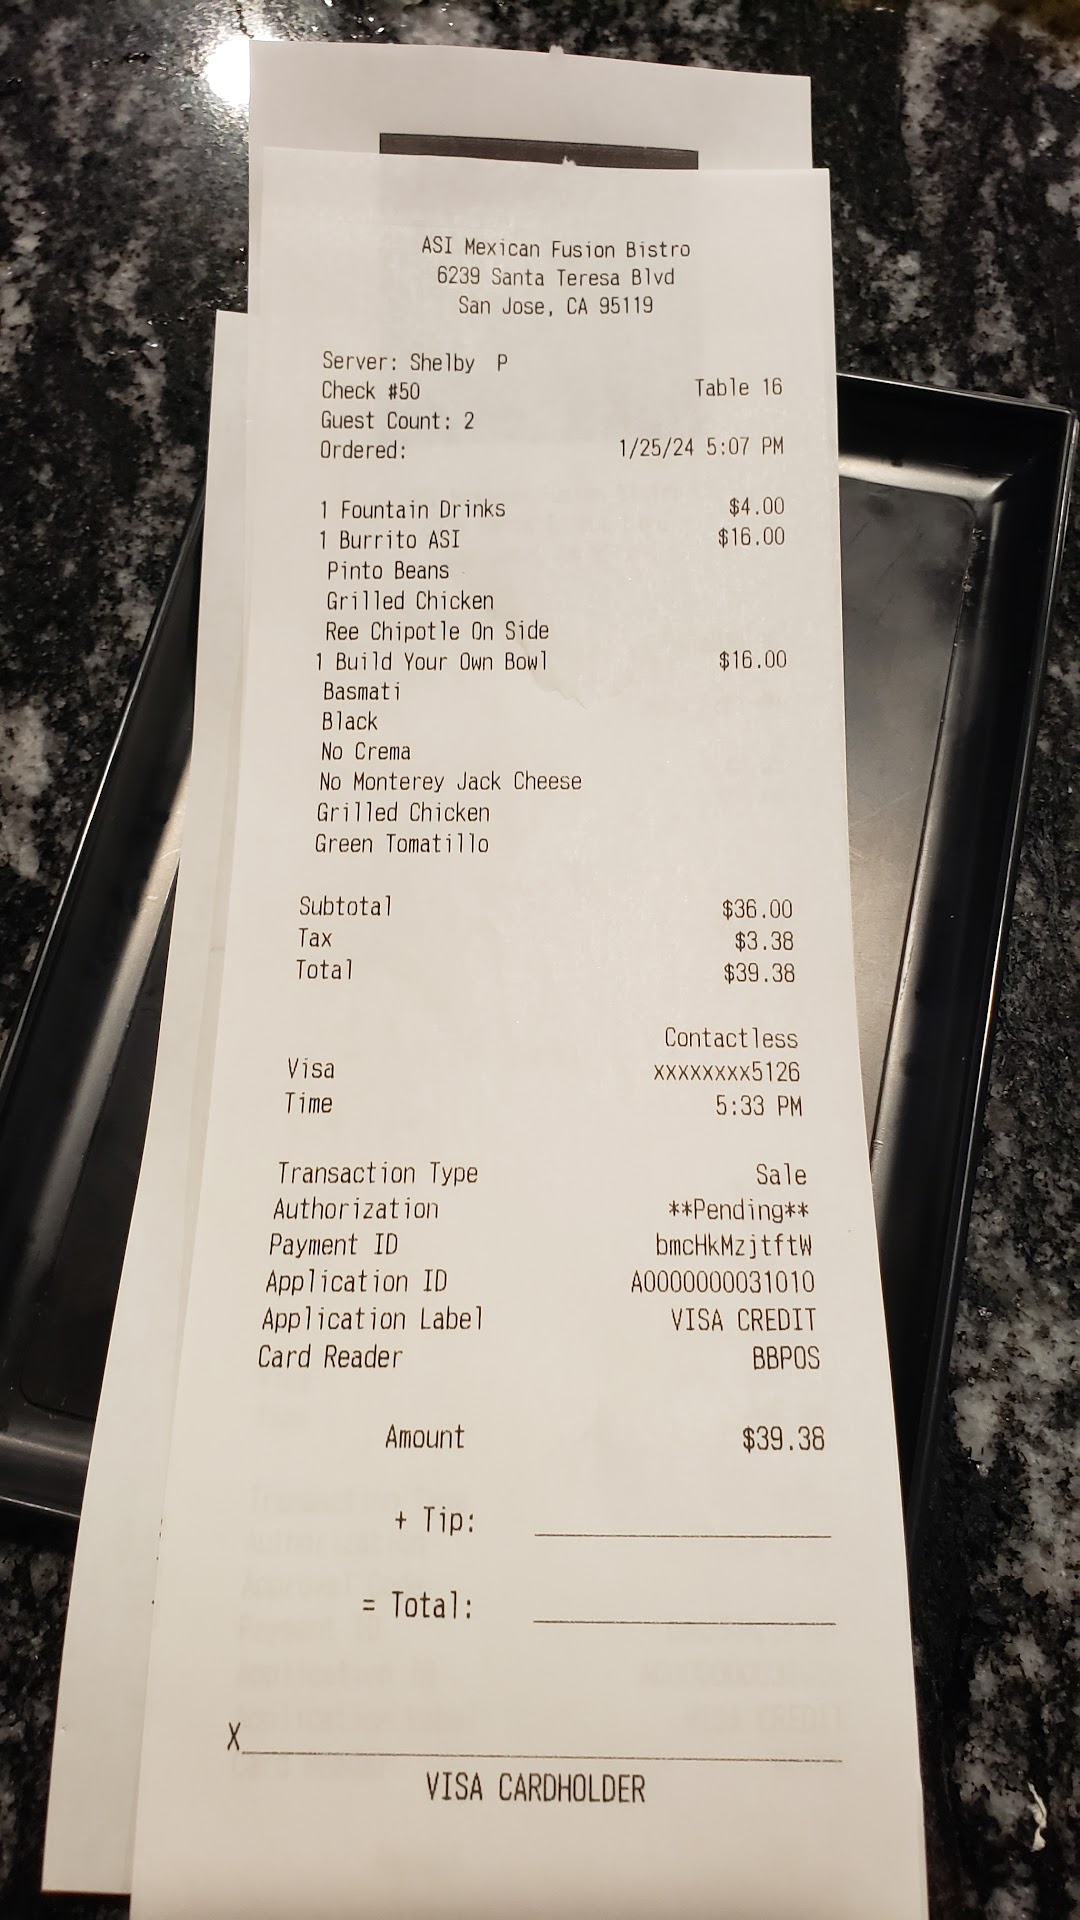 ASI Mexican Fusion Bistro
6239 Santa Teresa Blvd
San Jose, CA 95119
Server: Shelby P
Check #50 Table 16
Guest Count: 2
Ordered: 1/25/24 5:07 PM
1 Fountain Drinks $4.00
1 Burrito ASI $16.00
Pinto Beans
Grilled Chicken
Ree Chipotle On Side
1 Build Your Own Bowl $16.00
Basmati
Black
No Crema
No Monterey Jack Cheese
Grilled Chicken
Green Tomatillo
Subtotal $36.00
Tax $3.38
Total $39.38
Contactless
Visa xxxxxxxx5126
Time 5:33 PM
Transaction Type Sale
Authorization **Pending**
Payment ID bmcHkMzjtftW
Application ID A0000000031010
Application Label VISA CREDIT
Card Reader BBPOS
Amount $39.38
+ Tip:
= Total:
X
VISA CARDHOLDER